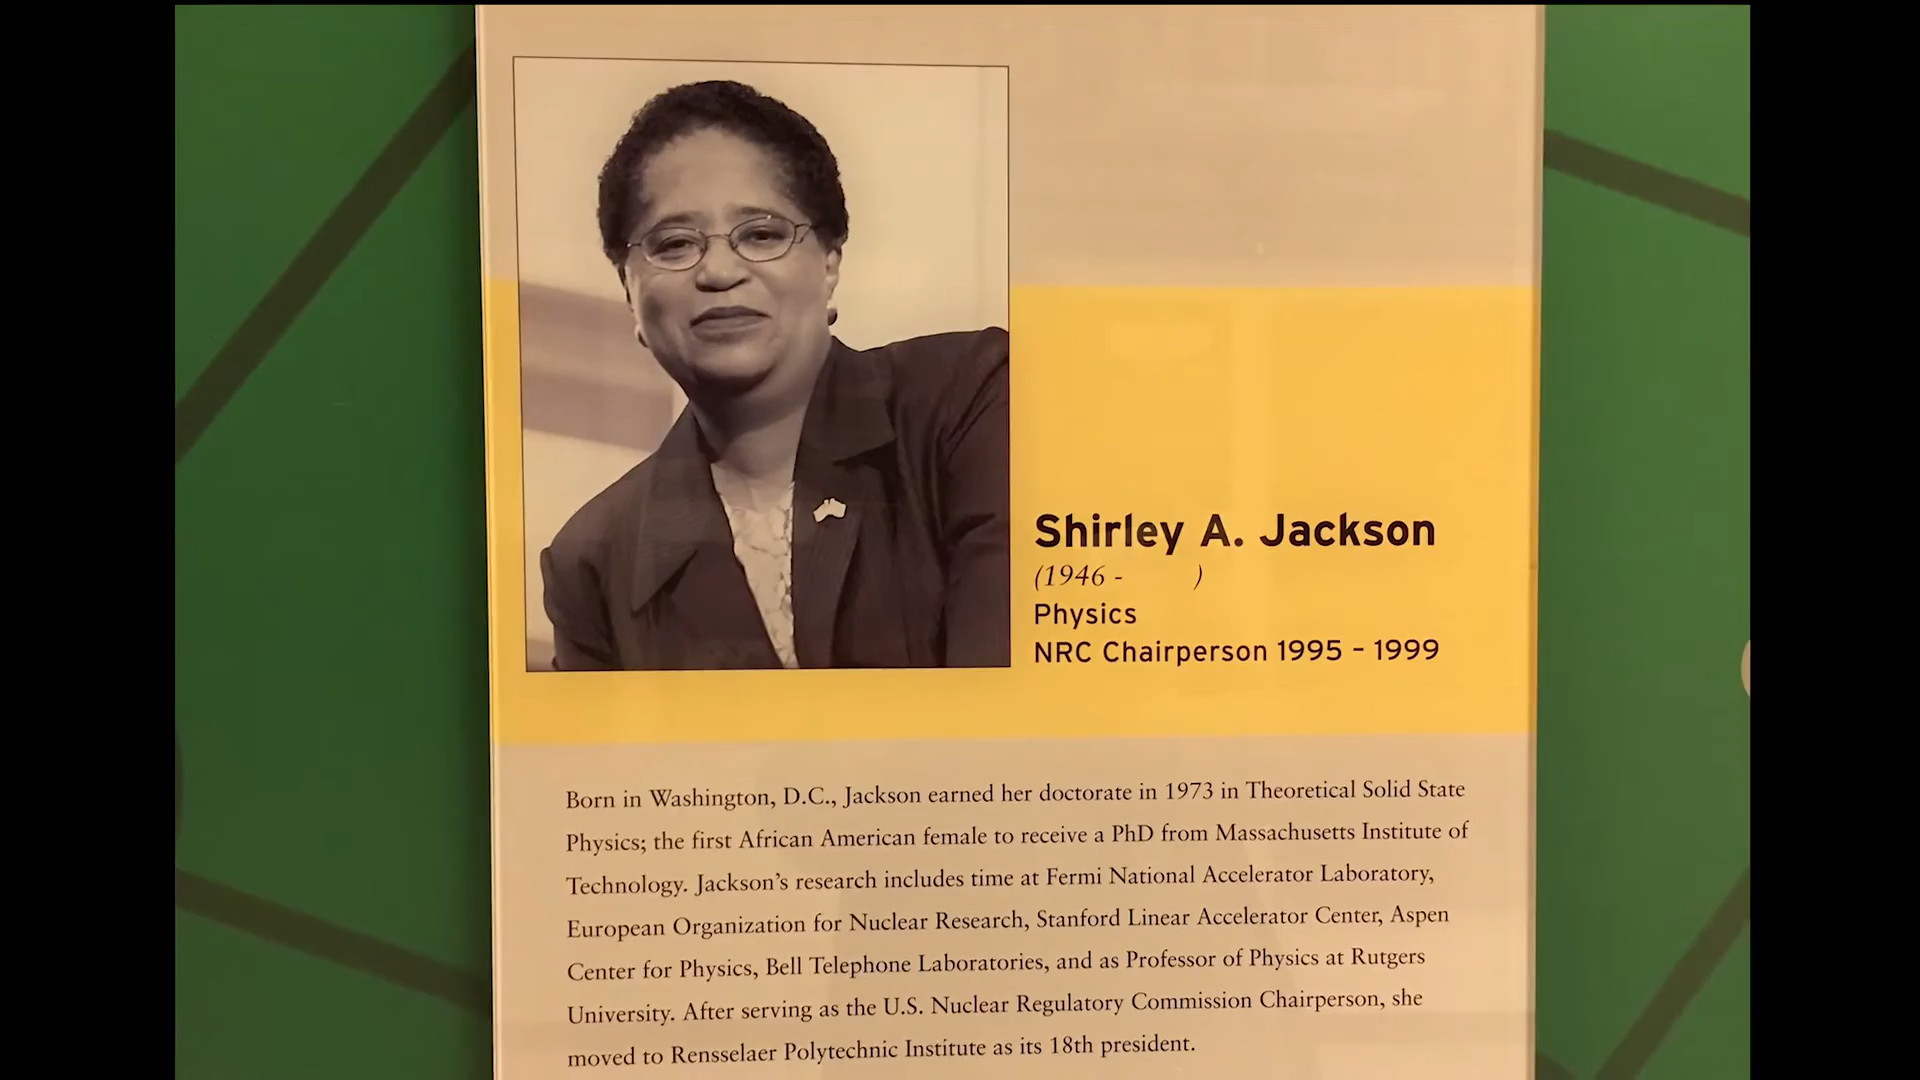 Shirley A. Jackson
(1946 - )
Physics
NRC Chairperson 1995 – 1999
Born in Washington, D.C., Jackson earned her doctorate in 1973 in Theoretical Solid State
Physics; the first African American female to receive a PhD from Massachusetts Institute of
Technology. Jackson's research includes time at Fermi National Accelerator Laboratory,
European Organization for Nuclear Research, Stanford Linear Accelerator Center, Aspen
Center for Physics, Bell Telephone Laboratories, and as Professor of Physics at Rutgers
University. After serving as the U.S. Nuclear Regulatory Commission Chairperson, she
moved to Rensselaer Polytechnic Institute as its 18th president.